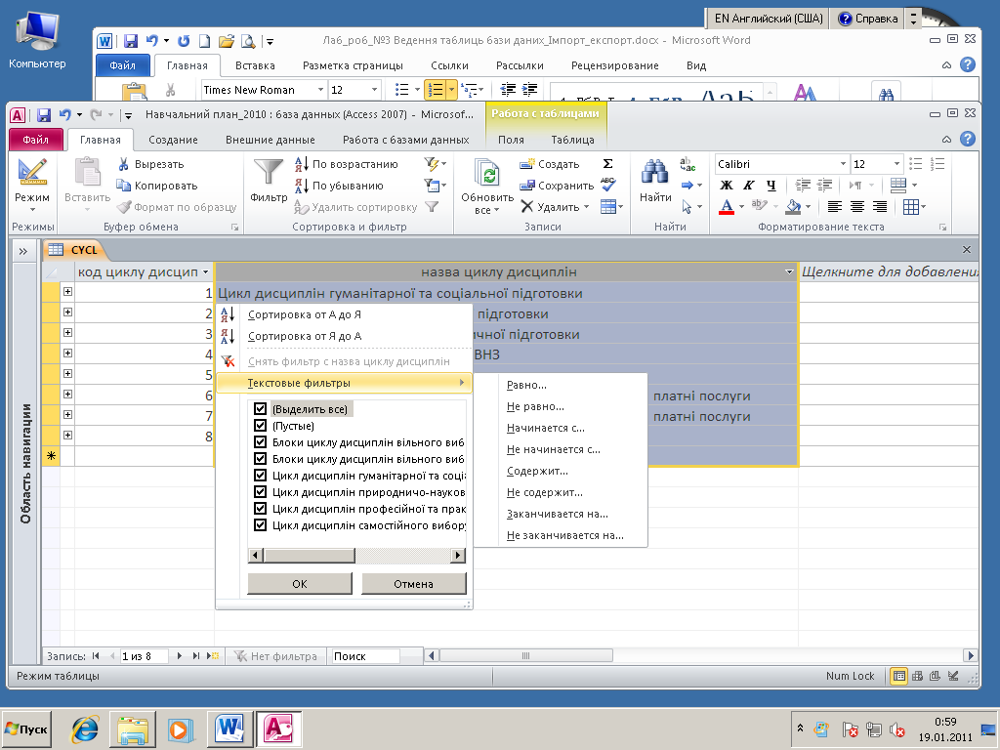 EN Английский (США) Справка
Компьютер
Лаб_роб_№3 Ведення таблиць бази даних_Імпорт_експорт.docx - Microsoft Word
Файл Главная Вставка Разметка страницы Ссылки Рассылки Рецензирование Вид
Times New Roman 12
Навчальний план_2010 : база данных (Access 2007) - Microsof...
Работа с таблицами
Файл Главная Создание Внешние данные Работа с базами данных Поля Таблица
Режим
Вставить
Вырезать
Копировать
Формат по образцу
Фильтр
По возрастанию
По убыванию
Удалить сортировку
Обновить все
Создать
Сохранить
Удалить
Найти
Calibri 12
Ж К Ч
Режимы Буфер обмена Сортировка и фильтр Записи Найти Форматирование текста
CYCL
код циклу дисцип назва циклу дисциплін Щелкните для добавления
1 Цикл дисциплін гуманітарної та соціальної підготовки
2 підготовки
3 ичної підготовки
4 ВНЗ
5
6 платні послуги
7 платні послуги
8
Область навигации
Сортировка от А до Я
Сортировка от Я до А
Снять фильтр с назва циклу дисциплін
Текстовые фильтры
(Выделить все)
(Пустые)
Блоки циклу дисциплін вільного виб
Блоки циклу дисциплін вільного виб
Цикл дисциплін гуманітарної та соці
Цикл дисциплін природничо-науков
Цикл дисциплін професійної та прак
Цикл дисциплін самостійного вибору
ОК Отмена
Равно...
Не равно...
Начинается с...
Не начинается с...
Содержит...
Не содержит...
Заканчивается на...
Не заканчивается на...
Запись: 1 из 8 Нет фильтра Поиск
Режим таблицы Num Lock
Пуск
0:59
19.01.2011